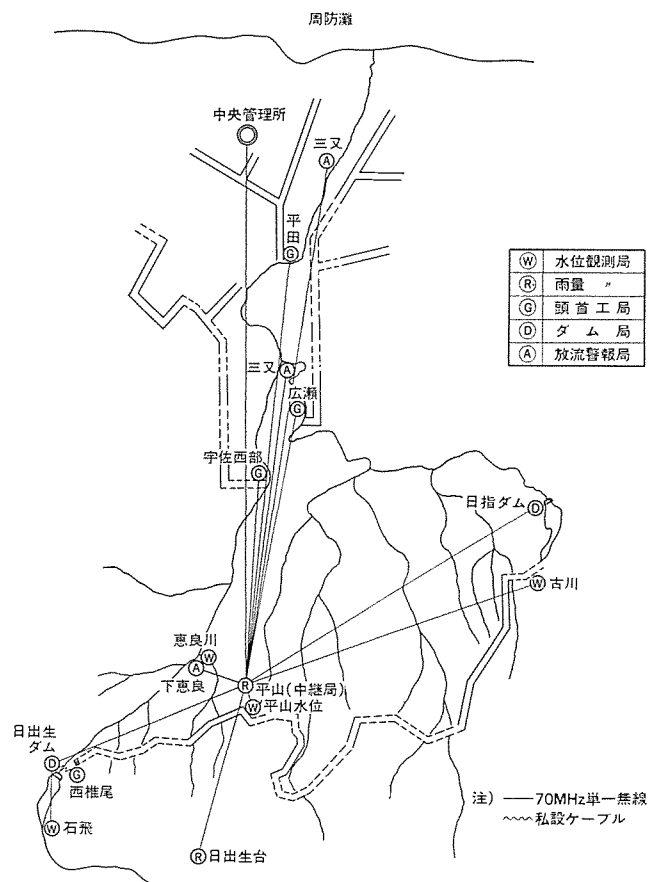 周防灘
中央管理所
三又
Ⓐ
平田
Ⓖ
Ⓦ 水位観測局
Ⓡ 雨量 〃
Ⓖ 頭首工局
Ⓓ ダム局
Ⓐ 放流警報局
三又 Ⓐ
広瀬
Ⓖ
宇佐西部
Ⓖ
日指ダム Ⓓ
Ⓦ 古川
恵良川
Ⓦ
Ⓐ
下恵良
Ⓡ 平山(中継局)
Ⓦ 平山水位
日出生
ダム
Ⓓ
Ⓖ
西椎尾
Ⓦ 石飛
Ⓡ 日出生台
注) ——70MHz単一無線
〰〰私設ケーブル